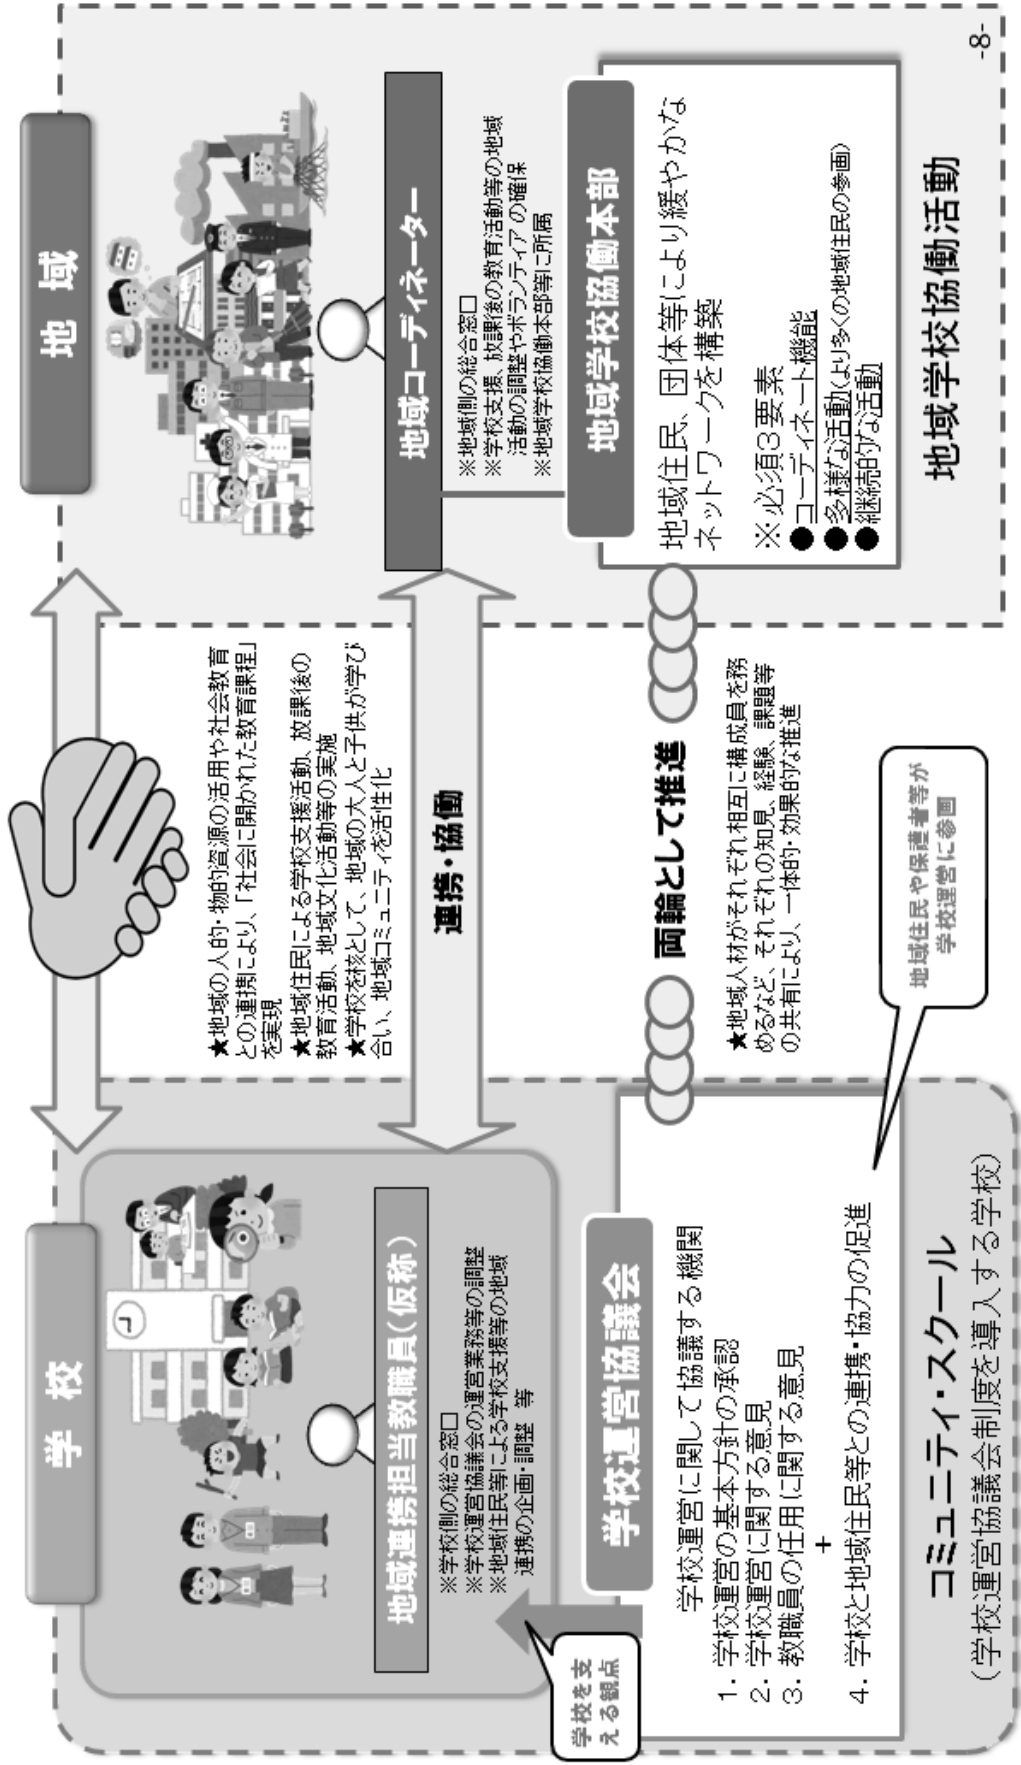 学 校
地域連携担当教職員(仮称)
※学校側の総合窓口
※学校運営協議会の運営業務等の調整
※地域住民等による学校支援等の地域
連携の企画・調整 等
学校を支
える観点
学校運営協議会
学校運営に関して協議する機関
1. 学校運営の基本方針の承認
2. 学校運営に関する意見
3. 教職員の任用に関する意見
+
4. 学校と地域住民等との連携・協力の促進
コミュニティ・スクール
(学校運営協議会制度を導入する学校)
★地域の人的・物的資源の活用や社会教育
との連携により、「社会に開かれた教育課程」
を実現
★地域住民による学校支援活動、放課後の
教育活動、地域文化活動等の実施
★学校を核として、地域の大人と子供が学び
合い、地域コミュニティを活性化
連携・協働
両輪として推進
★地域人材がそれぞれ相互に構成員を務
めるなど、それぞれの知見、経験、課題等
の共有により、一体的・効果的な推進
地域住民や保護者等が
学校運営に参画
地 域
地域コーディネーター
※地域側の総合窓口
※学校支援、放課後の教育活動等の地域
活動の調整やボランティアの確保
※地域学校協働本部等に所属
地域学校協働本部
地域住民、団体等により緩やかな
ネットワークを構築
※必須3要素
●コーディネート機能
●多様な活動(より多くの地域住民の参画)
●継続的な活動
地域学校協働活動
-8-